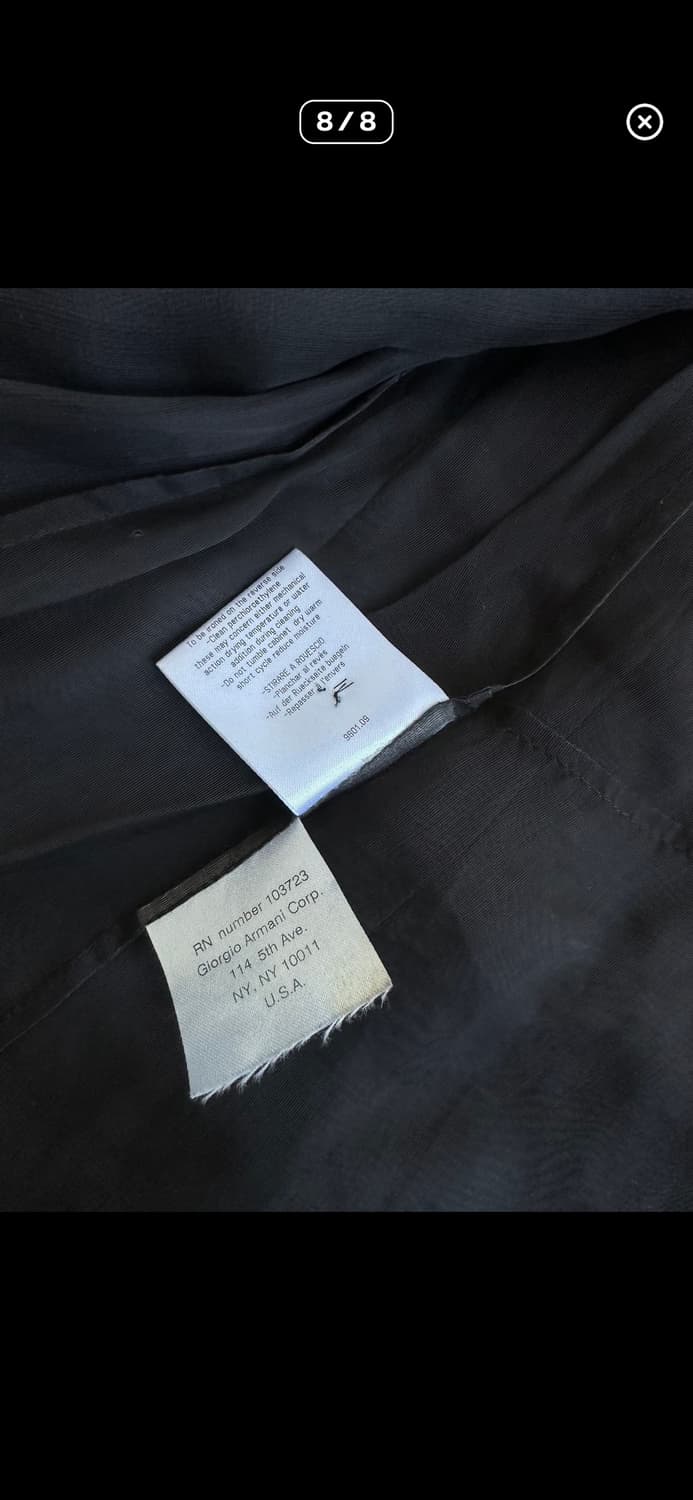 8/8
To be ironed on the reverse side
-Clean perchloroethylene
these may concern either mechanical
action drying temperature or water
addition during cleaning
-Do not tumble cabinet dry warm
short cycle reduce moisture
-STIRARE A ROVESCIO
-Planchar al revés
-Auf der Rueckseite buegeln
-Repasser à l'envers
9601.09
RN number 103723
Giorgio Armani Corp.
114 5th Ave.
NY, NY 10011
U.S.A.